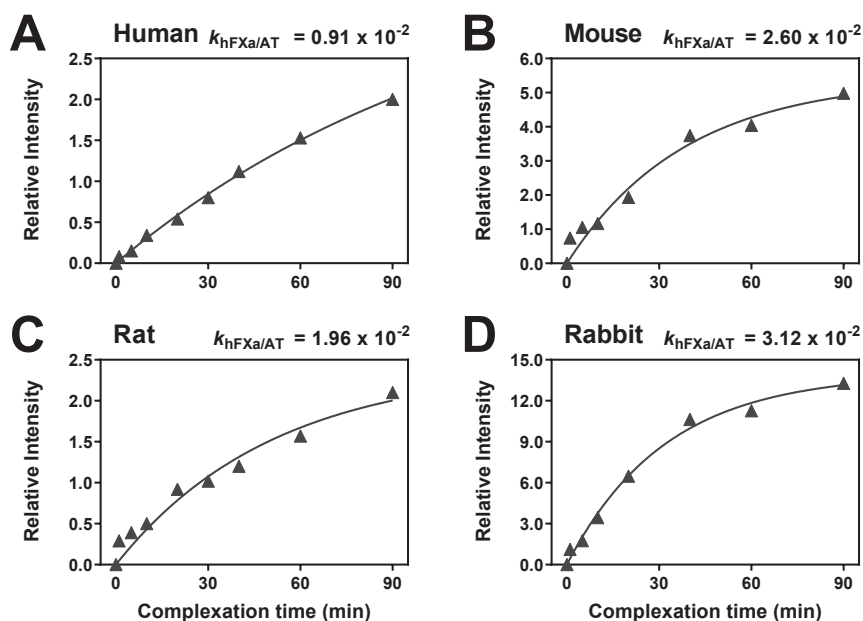 A Human k hFXa/AT = 0.91 x 10-2
B Mouse k hFXa/AT = 2.60 x 10-2
2.5
2.0
1.5
1.0
0.5
0.0
0 30 60 90
Relative Intensity
6.0
5.0
4.0
3.0
2.0
1.0
0.0
0 30 60 90
Relative Intensity
C Rat k hFXa/AT = 1.96 x 10-2
D Rabbit k hFXa/AT = 3.12 x 10-2
2.5
2.0
1.5
1.0
0.5
0.0
0 30 60 90
Relative Intensity
Complexation time (min)
15.0
12.0
9.0
6.0
3.0
0.0
0 30 60 90
Relative Intensity
Complexation time (min)